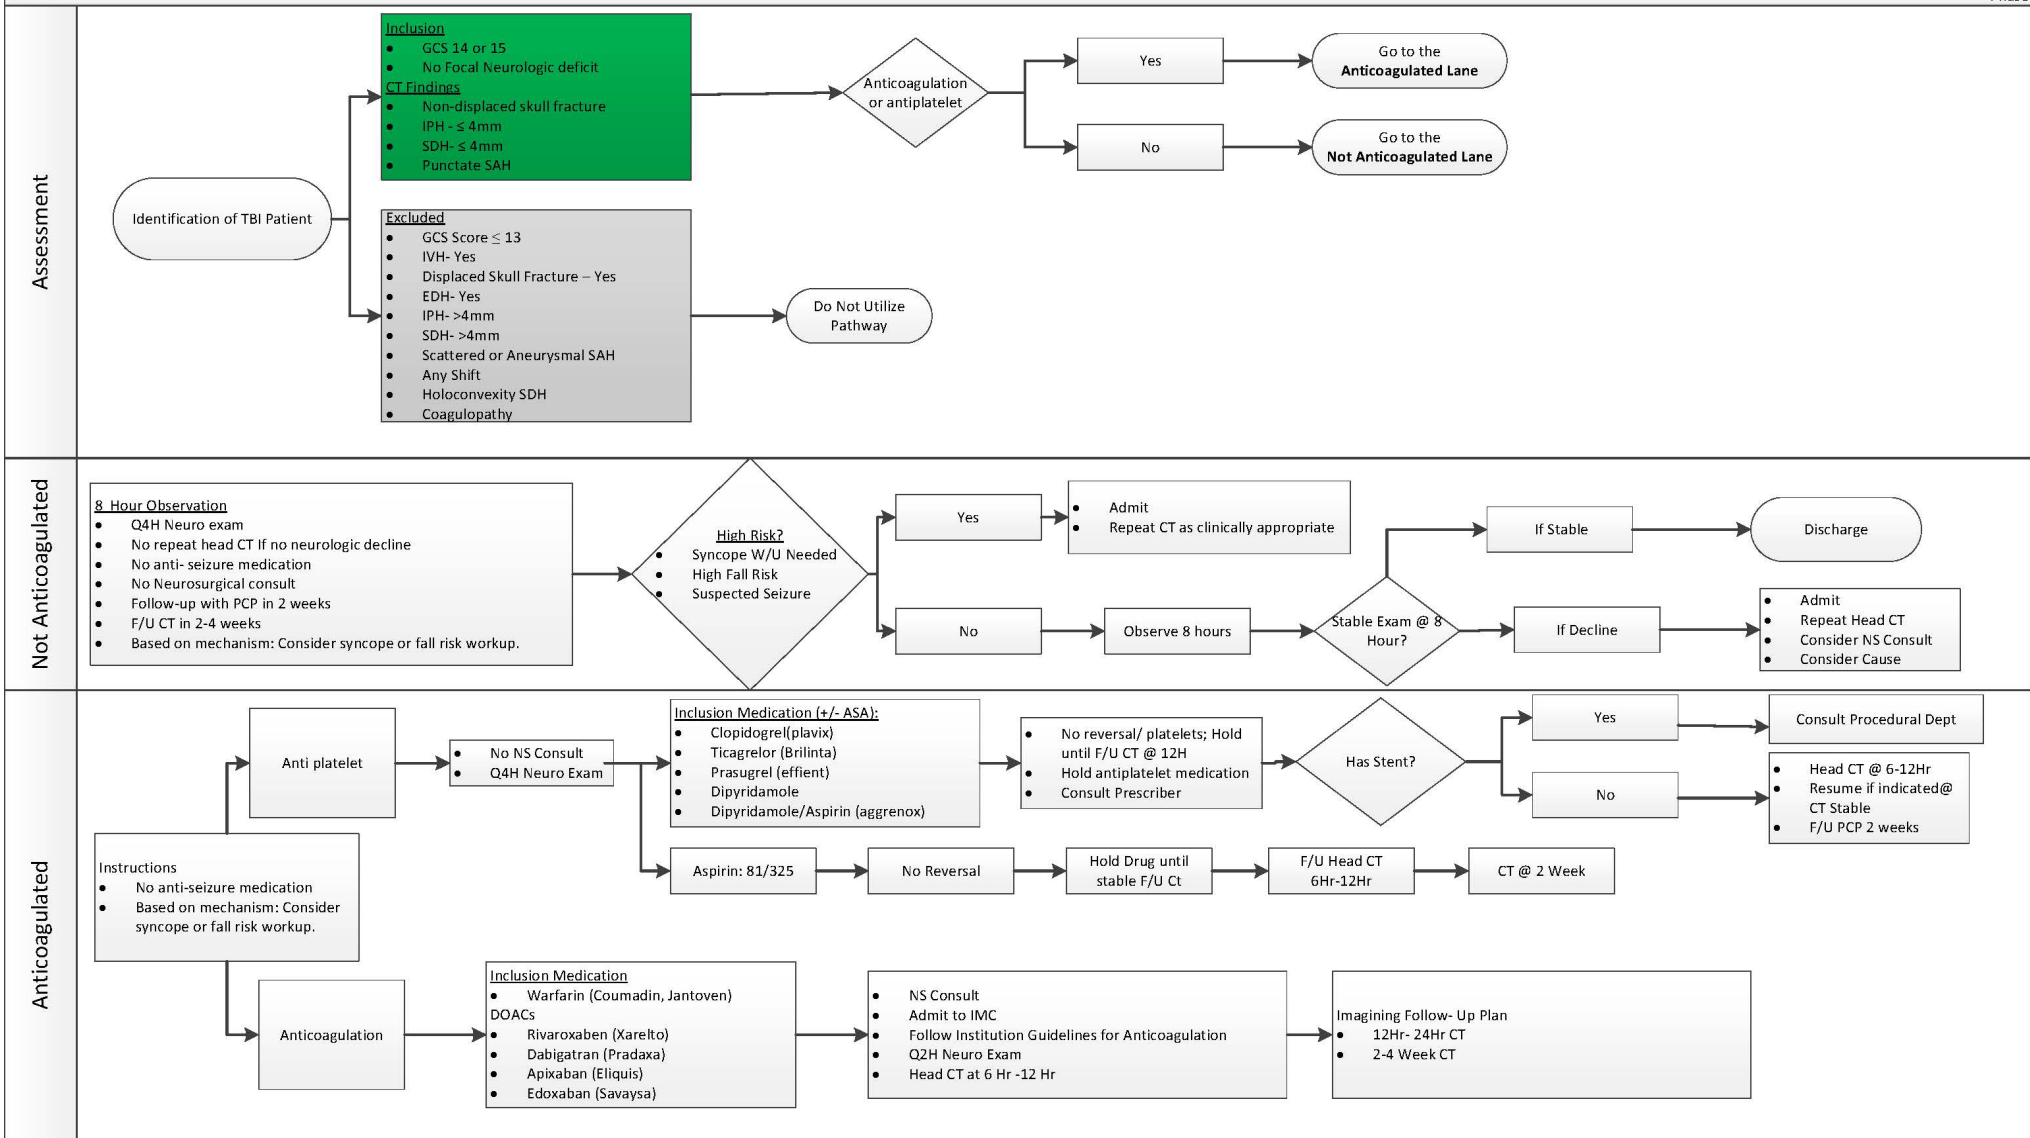 Assessment
Identification of TBI Patient
Inclusion
• GCS 14 or 15
• No Focal Neurologic deficit
CT Findings
• Non-displaced skull fracture
• IPH - ≤ 4mm
• SDH- ≤ 4mm
• Punctate SAH
Anticoagulation
or antiplatelet
Yes
Go to the
Anticoagulated Lane
No
Go to the
Not Anticoagulated Lane
Excluded
• GCS Score ≤ 13
• IVH- Yes
• Displaced Skull Fracture – Yes
• EDH- Yes
• IPH- >4mm
• SDH- >4mm
• Scattered or Aneurysmal SAH
• Any Shift
• Holoconvexity SDH
• Coagulopathy
Do Not Utilize
Pathway
Not Anticoagulated
8 Hour Observation
• Q4H Neuro exam
• No repeat head CT If no neurologic decline
• No anti- seizure medication
• No Neurosurgical consult
• Follow-up with PCP in 2 weeks
• F/U CT in 2-4 weeks
• Based on mechanism: Consider syncope or fall risk workup.
High Risk?
• Syncope W/U Needed
• High Fall Risk
• Suspected Seizure
Yes
• Admit
• Repeat CT as clinically appropriate
No
Observe 8 hours
Stable Exam @ 8
Hour?
If Stable
Discharge
If Decline
• Admit
• Repeat Head CT
• Consider NS Consult
• Consider Cause
Anticoagulated
Instructions
• No anti-seizure medication
• Based on mechanism: Consider
syncope or fall risk workup.
Anti platelet
• No NS Consult
• Q4H Neuro Exam
Inclusion Medication (+/- ASA):
• Clopidogrel(plavix)
• Ticagrelor (Brilinta)
• Prasugrel (effient)
• Dipyridamole
• Dipyridamole/Aspirin (aggrenox)
• No reversal/ platelets; Hold
until F/U CT @ 12H
• Hold antiplatelet medication
• Consult Prescriber
Has Stent?
Yes
Consult Procedural Dept
No
• Head CT @ 6-12Hr
• Resume if indicated@
CT Stable
• F/U PCP 2 weeks
Aspirin: 81/325
No Reversal
Hold Drug until
stable F/U Ct
F/U Head CT
6Hr-12Hr
CT @ 2 Week
Anticoagulation
Inclusion Medication
• Warfarin (Coumadin, Jantoven)
DOACs
• Rivaroxaben (Xarelto)
• Dabigatran (Pradaxa)
• Apixaban (Eliquis)
• Edoxaban (Savaysa)
• NS Consult
• Admit to IMC
• Follow Institution Guidelines for Anticoagulation
• Q2H Neuro Exam
• Head CT at 6 Hr -12 Hr
Imagining Follow- Up Plan
• 12Hr- 24Hr CT
• 2-4 Week CT